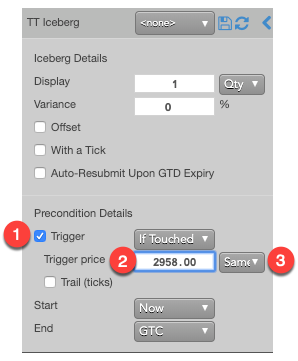 TT Iceberg <none>
Iceberg Details
Display 1 Qty
Variance 0 %
Offset
With a Tick
Auto-Resubmit Upon GTD Expiry
Precondition Details
1 Trigger If Touched
Trigger price 2 2958.00 Same 3
Trail (ticks)
Start Now
End GTC